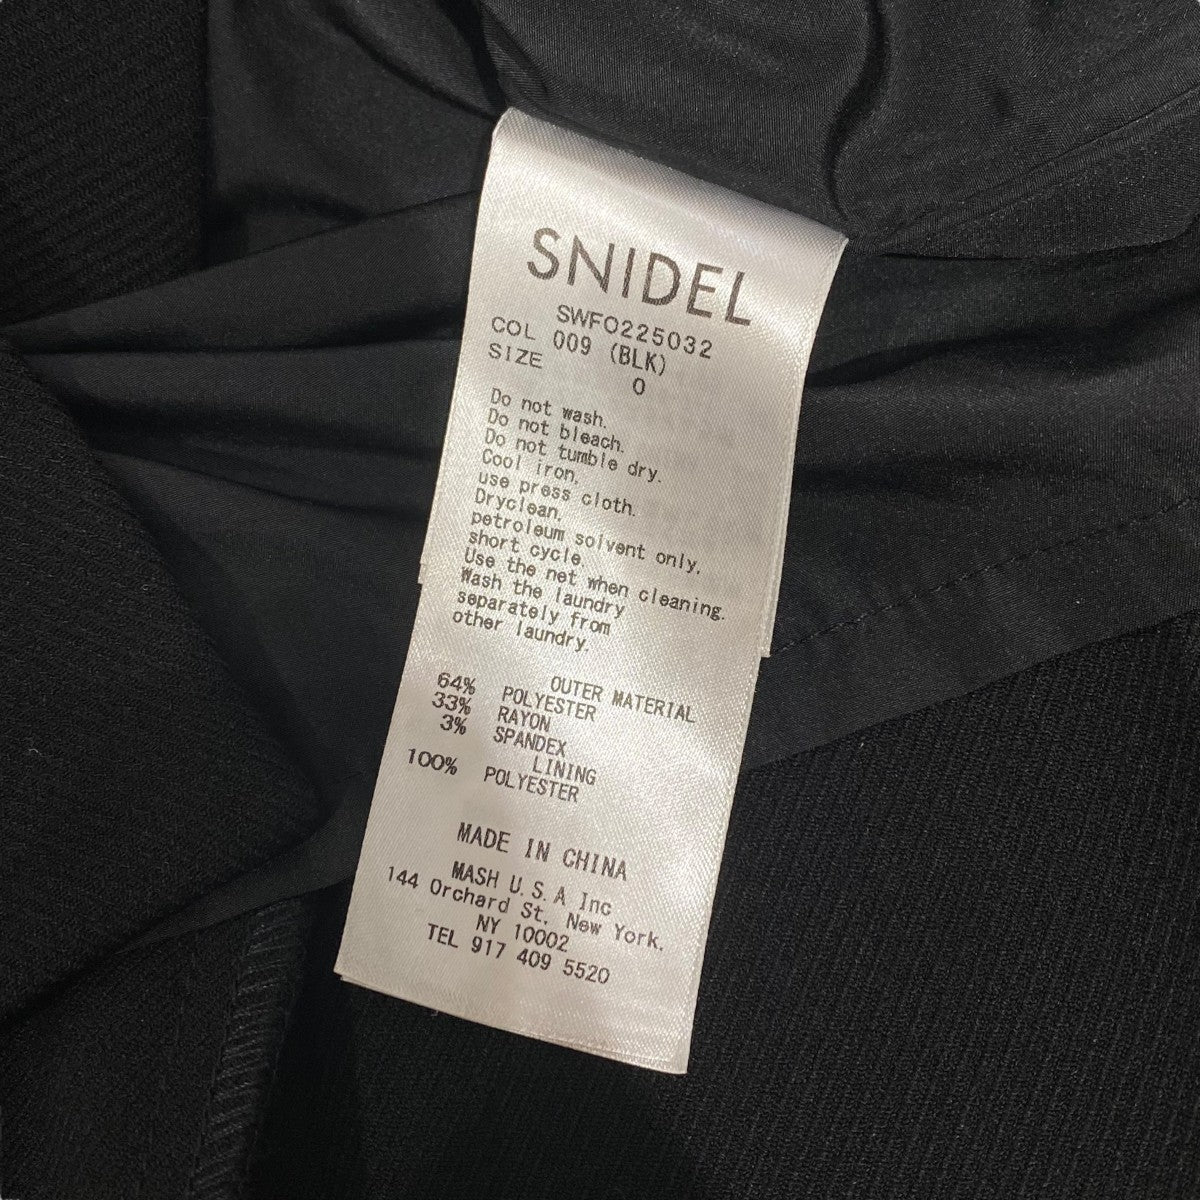 SNIDEL
SWFO225032
COL 009 (BLK)
SIZE 0
Do not wash.
Do not bleach.
Do not tumble dry.
Cool iron.
use press cloth.
Dryclean.
petroleum solvent only.
short cycle.
Use the net when cleaning.
Wash the laundry
separately from
other laundry.
OUTER MATERIAL
64% POLYESTER
33% RAYON
3% SPANDEX
LINING
100% POLYESTER
MADE IN CHINA
MASH U.S.A Inc
144 Orchard St. New York.
NY 10002
TEL 917 409 5520